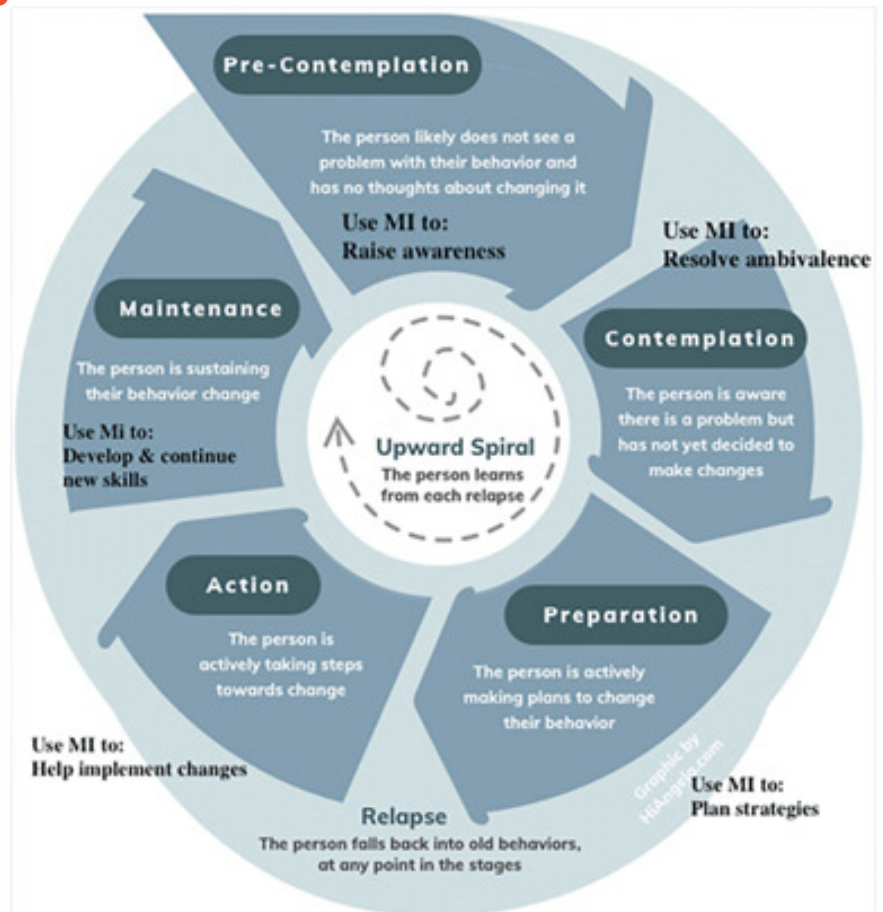 Pre-Contemplation
The person likely does not see a
problem with their behavior and
has no thoughts about changing it
Use MI to:
Raise awareness
Use MI to:
Resolve ambivalence
Contemplation
The person is aware
there is a problem but
has not yet decided to
make changes
Preparation
The person is actively
making plans to change
their behavior
Use MI to:
Plan strategies
Graphic by
HiAngelo.com
Relapse
The person falls back into old behaviors,
at any point in the stages
Action
The person is
actively taking steps
towards change
Use MI to:
Help implement changes
Maintenance
The person is sustaining
their behavior change
Use Mi to:
Develop & continue
new skills
Upward Spiral
The person learns
from each relapse